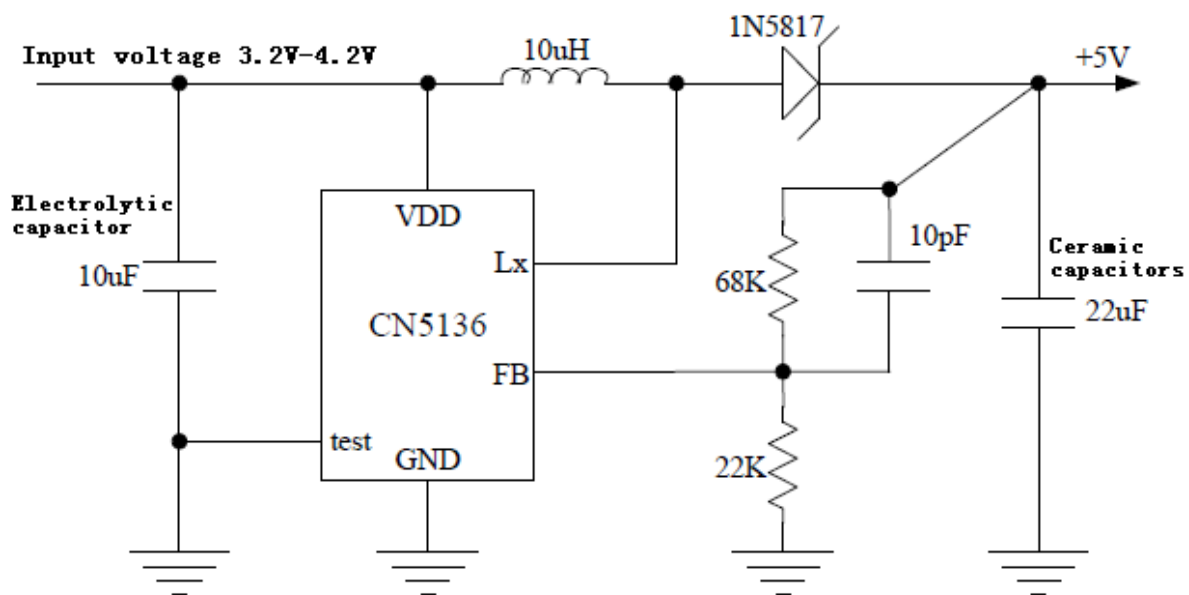 1N5817
Input voltage 3.2V-4.2V
10uH
+5V
Electrolytic
capacitor
10uF
VDD
Lx
CN5136
FB
test
GND
68K
10pF
22K
Ceramic
capacitors
22uF